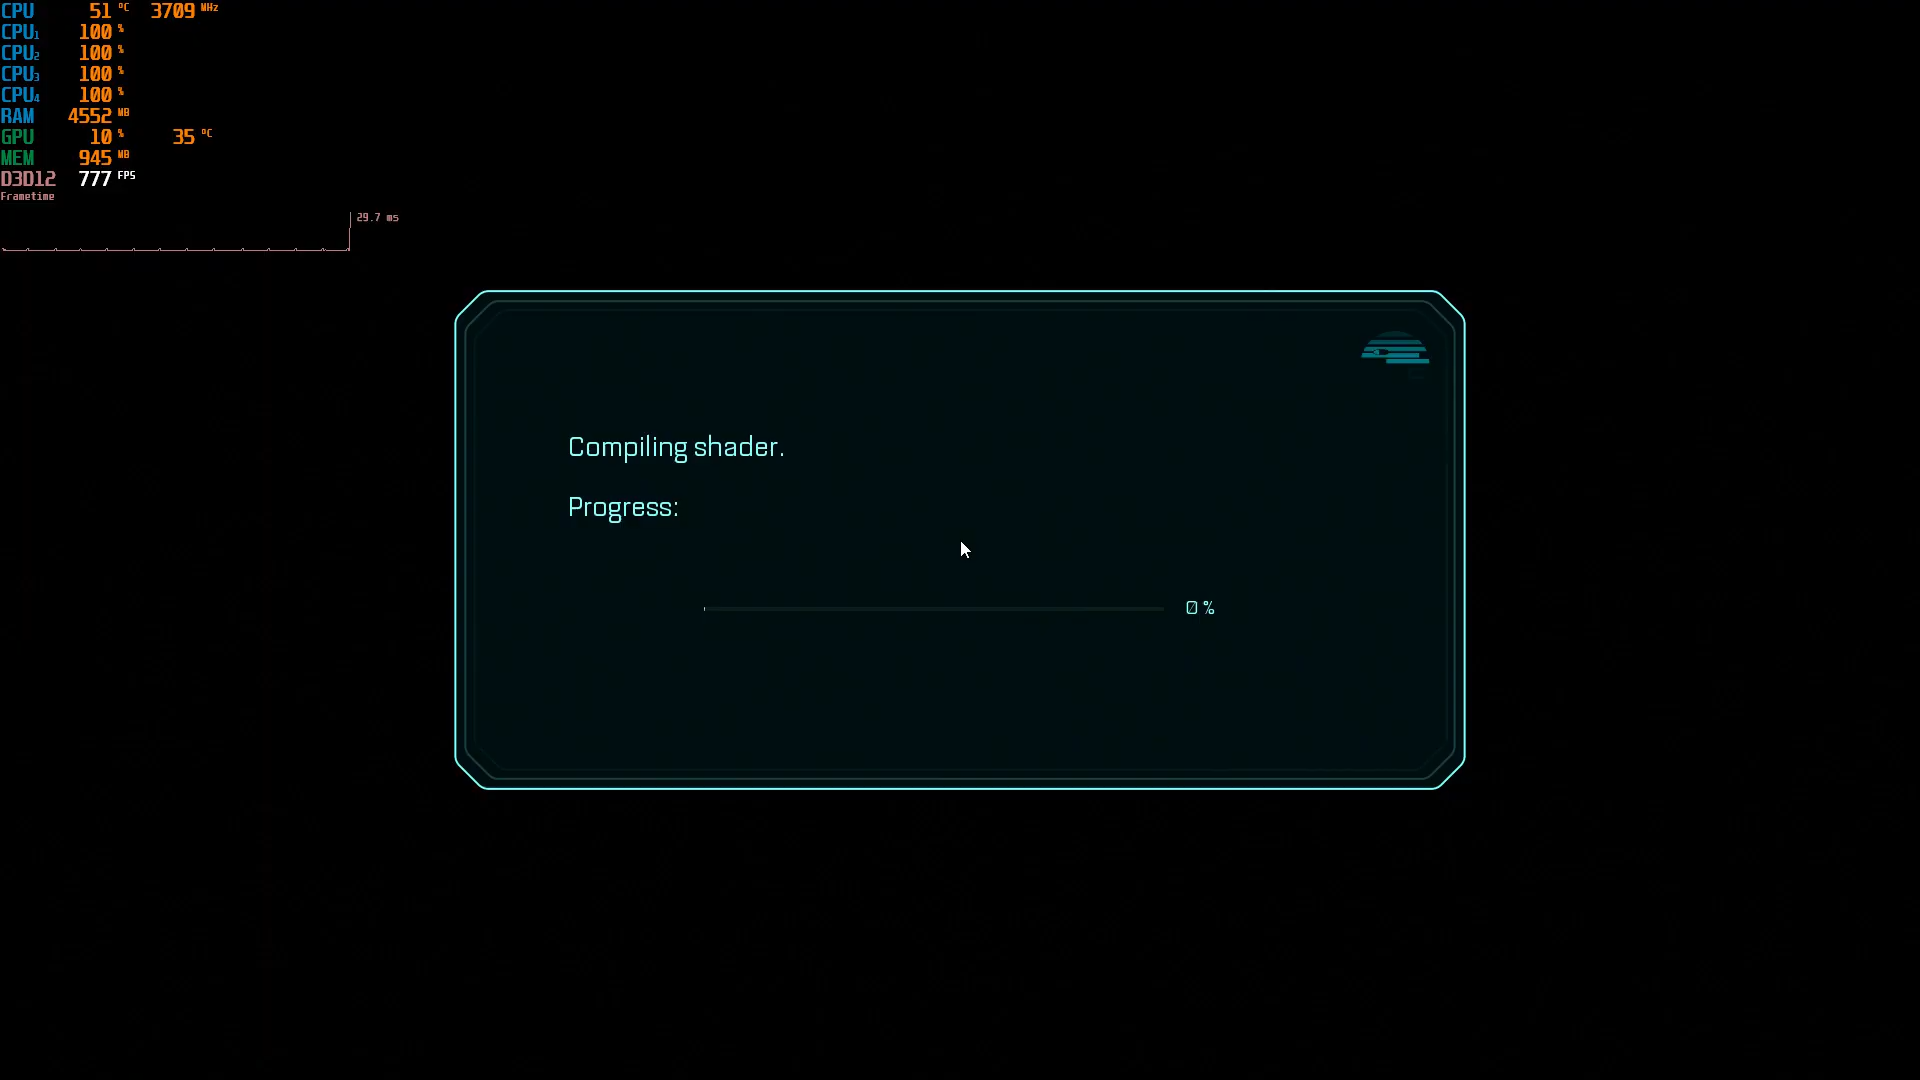 CPU 51 °C 3709 MHz
CPU1 100 %
CPU2 100 %
CPU3 100 %
CPU4 100 %
RAM 4552 MB
GPU 10 % 35 °C
MEM 945 MB
D3D12 777 FPS
Frametime
29.7 ms
Compiling shader.
Progress:
0 %